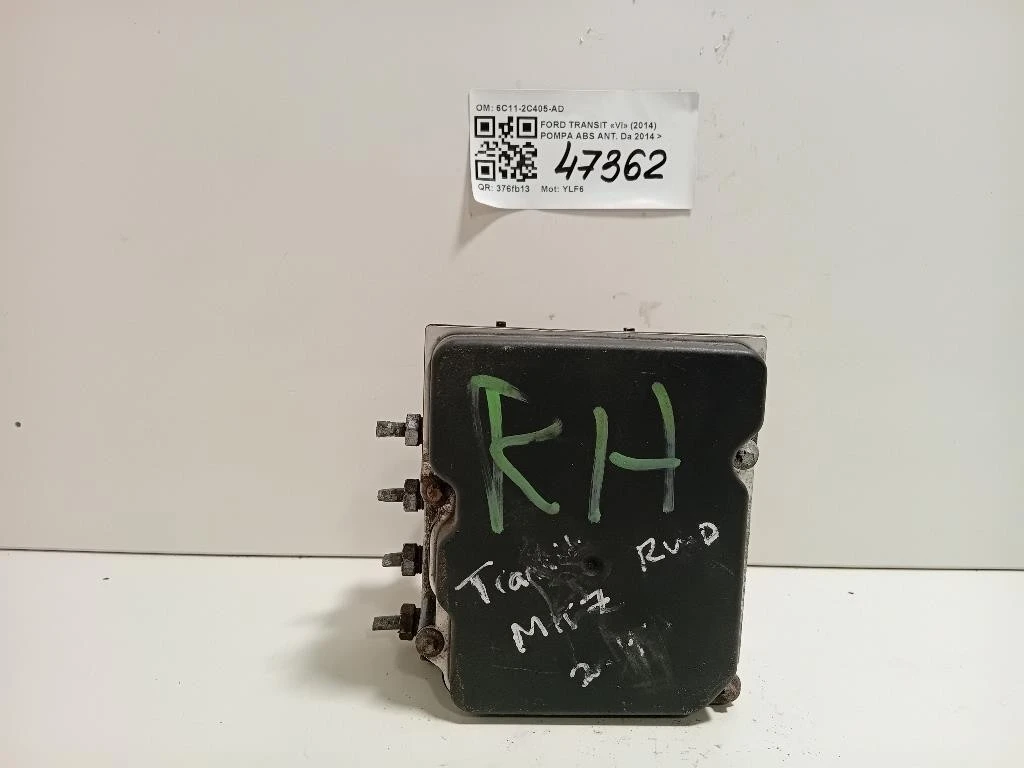 OM: 6C11-2C405-AD
FORD TRANSIT «VI» (2014)
POMPA ABS ANT. Da 2014 >
47362
QR: 376fb13 Mot: YLF6
RH
RWD
Transit